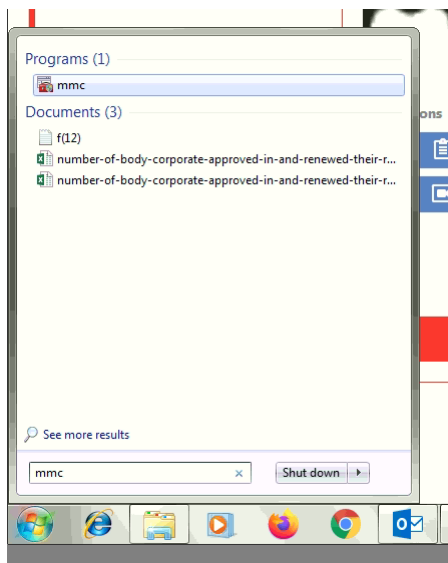 Programs (1)
mmc
Documents (3)
f(12)
number-of-body-corporate-approved-in-and-renewed-their-r...
number-of-body-corporate-approved-in-and-renewed-their-r...
ons
See more results
mmc
Shut down